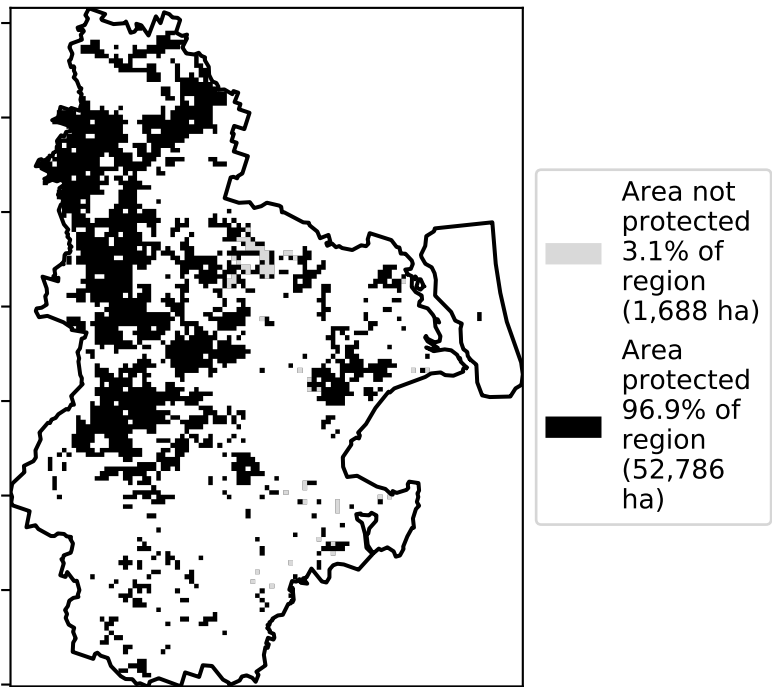 Area not
protected
3.1% of
region
(1,688 ha)
Area
protected
96.9% of
region
(52,786
ha)